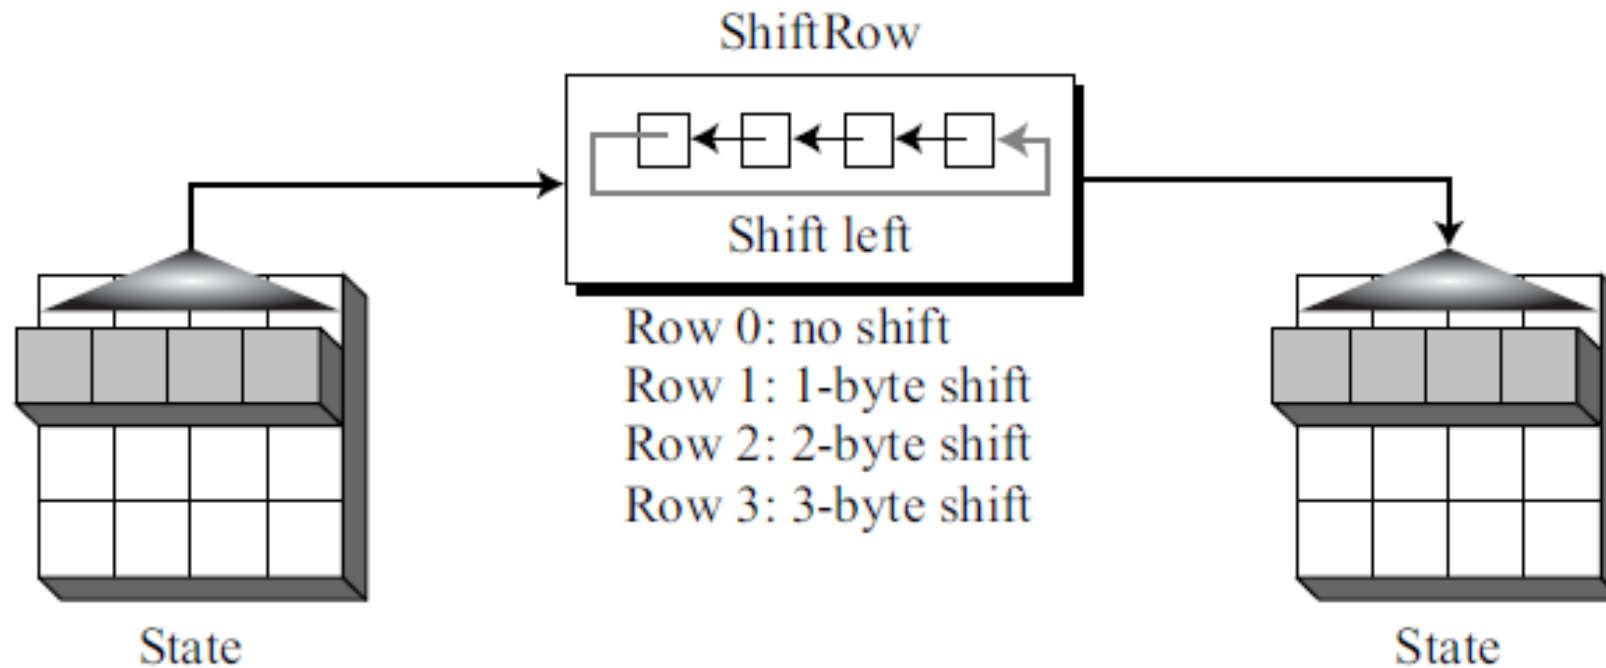 ShiftRow
Shift left
Row 0: no shift
Row 1: 1-byte shift
Row 2: 2-byte shift
Row 3: 3-byte shift
State
State